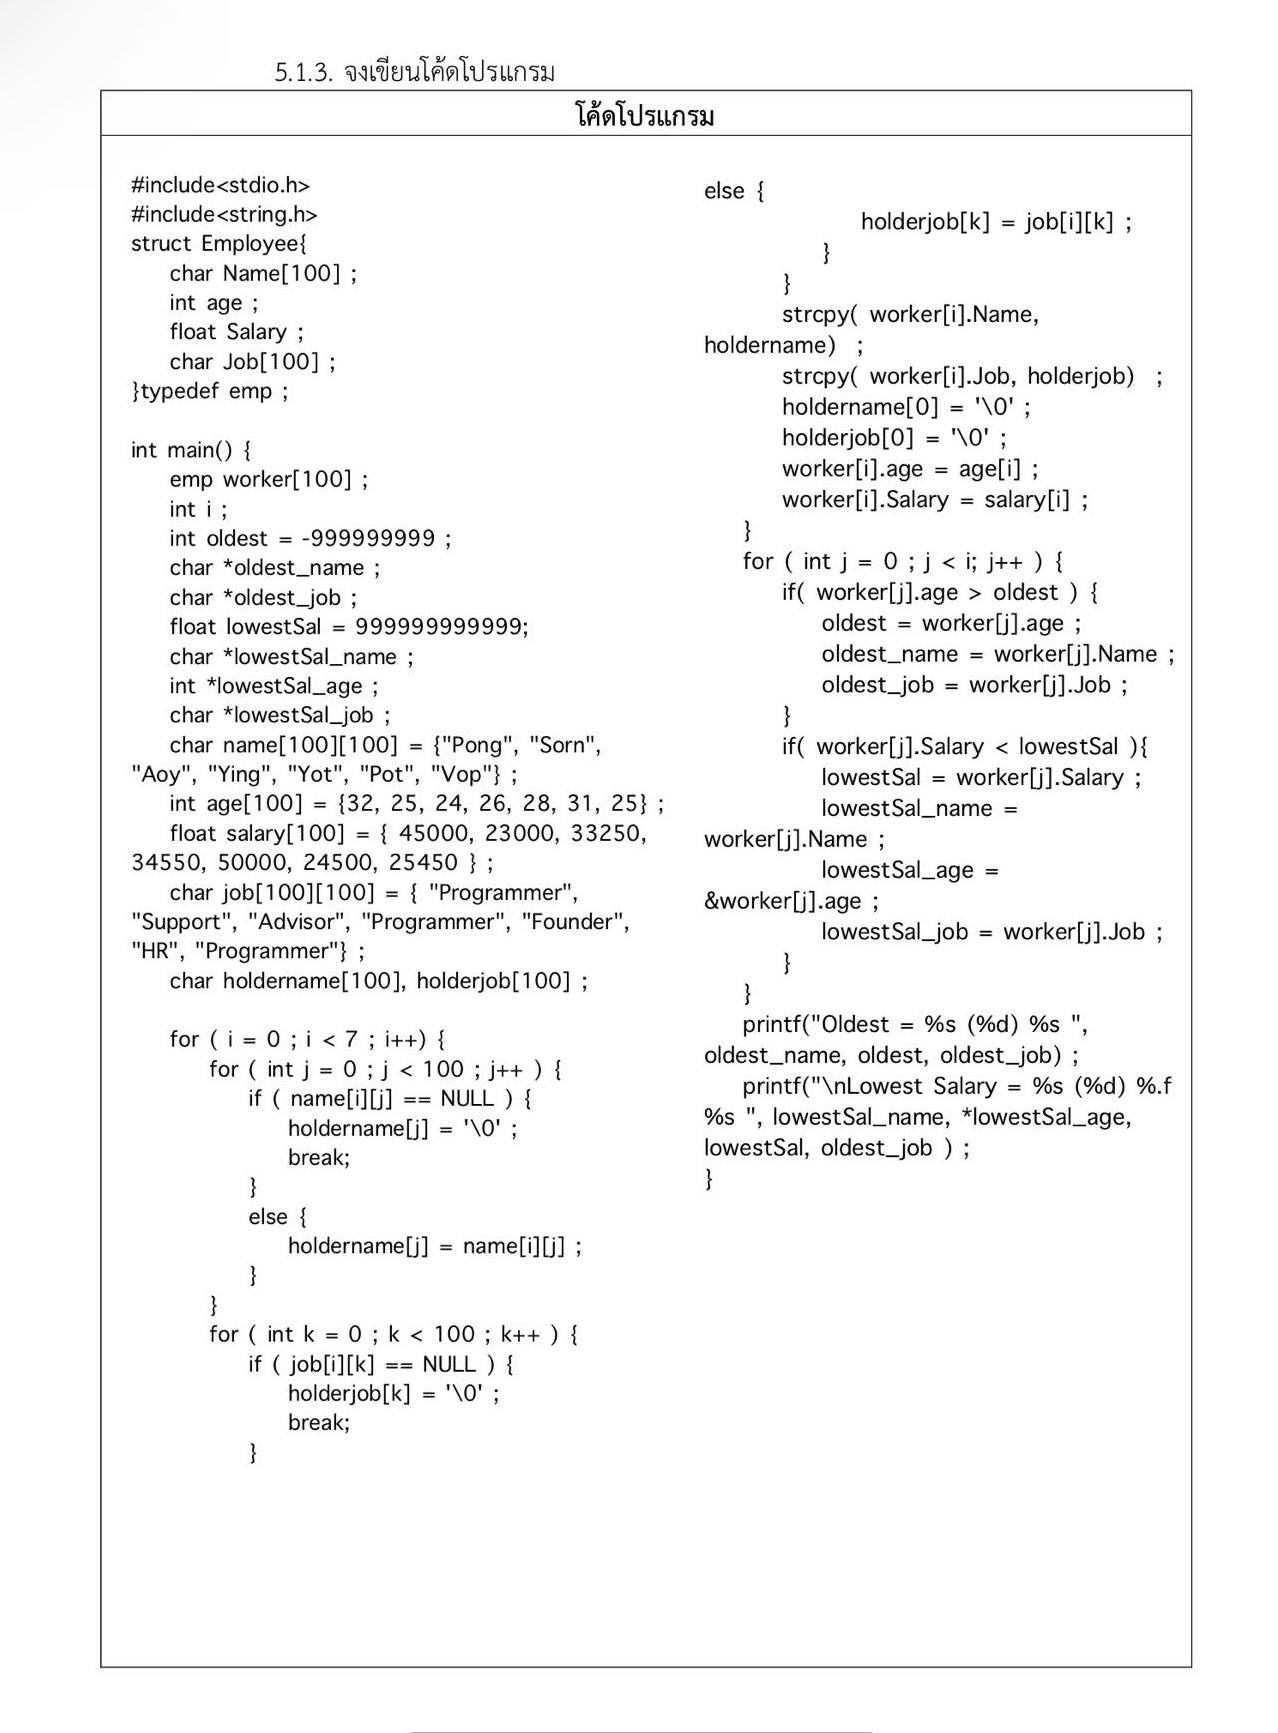 5.1.3. จงเขียนโค้ดโปรแกรม
โค้ดโปรแกรม
#include<stdio.h>
#include<string.h>
struct Employee{
char Name[100] ;
int age ;
float Salary ;
char Job[100] ;
}typedef emp ;
int main() {
emp worker[100] ;
int i ;
int oldest = -999999999 ;
char *oldest_name ;
char *oldest_job ;
float lowestSal = 999999999999;
char *lowestSal_name ;
int *lowestSal_age ;
char *lowestSal_job ;
char name[100][100] = {"Pong", "Sorn",
"Aoy", "Ying", "Yot", "Pot", "Vop"} ;
int age[100] = {32, 25, 24, 26, 28, 31, 25} ;
float salary[100] = { 45000, 23000, 33250,
34550, 50000, 24500, 25450 } ;
char job[100][100] = { "Programmer",
"Support", "Advisor", "Programmer", "Founder",
"HR", "Programmer"} ;
char holdername[100], holderjob[100] ;
for ( i = 0 ; i < 7 ; i++) {
for ( int j = 0 ; j < 100 ; j++ ) {
if ( name[i][j] == NULL ) {
holdername[j] = '\0' ;
break;
}
else {
holdername[j] = name[i][j] ;
}
}
for ( int k = 0 ; k < 100 ; k++ ) {
if ( job[i][k] == NULL ) {
holderjob[k] = '\0' ;
break;
}
else {
holderjob[k] = job[i][k] ;
}
}
strcpy( worker[i].Name,
holdername)  ;
strcpy( worker[i].Job, holderjob)  ;
holdername[0] = '\0' ;
holderjob[0] = '\0' ;
worker[i].age = age[i] ;
worker[i].Salary = salary[i] ;
}
for ( int j = 0 ; j < i; j++ ) {
if( worker[j].age > oldest ) {
oldest = worker[j].age ;
oldest_name = worker[j].Name ;
oldest_job = worker[j].Job ;
}
if( worker[j].Salary < lowestSal ){
lowestSal = worker[j].Salary ;
lowestSal_name =
worker[j].Name ;
lowestSal_age =
&worker[j].age ;
lowestSal_job = worker[j].Job ;
}
}
printf("Oldest = %s (%d) %s ",
oldest_name, oldest, oldest_job) ;
printf("\nLowest Salary = %s (%d) %.f
%s ", lowestSal_name, *lowestSal_age,
lowestSal, oldest_job ) ;
}